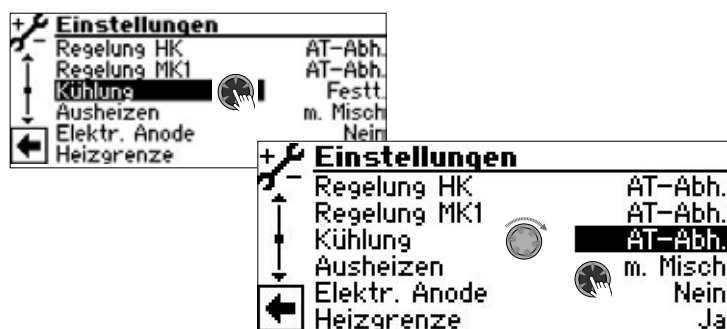 Einstellungen
Regelung HK AT-Abh.
Regelung MK1 AT-Abh.
Kühlung Festt.
Ausheizen m. Misch
Elektr. Anode Nein
Heizgrenze
Einstellungen
Regelung HK AT-Abh.
Regelung MK1 AT-Abh.
Kühlung AT-Abh.
Ausheizen m. Misch
Elektr. Anode Nein
Heizgrenze Ja